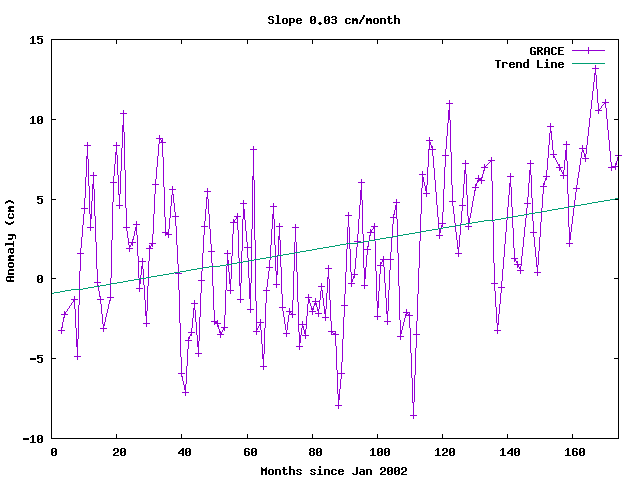 Slope 0.03 cm/month
GRACE
Trend Line
15
10
5
0
-5
-10
Anomaly (cm)
0 20 40 60 80 100 120 140 160
Months since Jan 2002